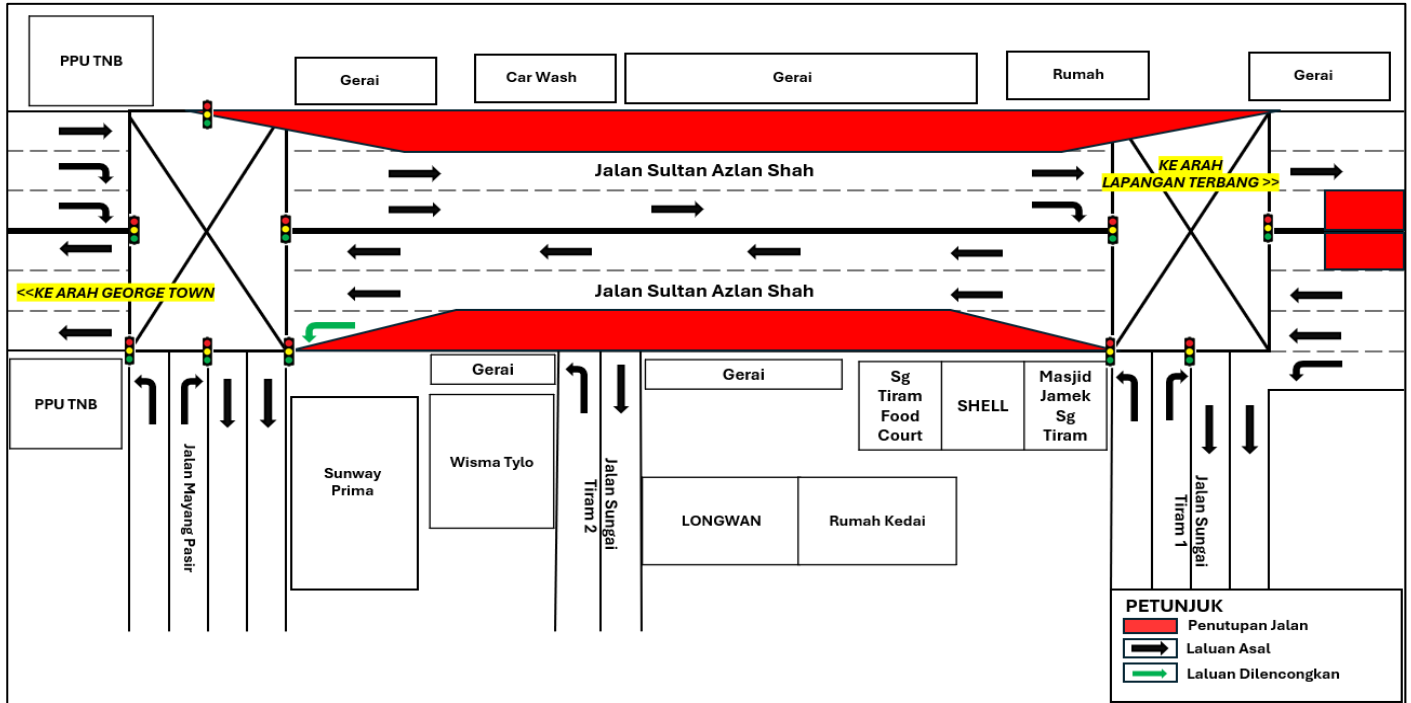 PPU TNB
Gerai
Car Wash
Gerai
Rumah
Gerai
Jalan Sultan Azlan Shah
KE ARAH
LAPANGAN TERBANG >>
<<KE ARAH GEORGE TOWN
Jalan Sultan Azlan Shah
PPU TNB
Jalan Mayang Pasir
Sunway
Prima
Gerai
Wisma Tylo
Jalan Sungai
Tiram 2
Gerai
LONGWAN
Rumah Kedai
Sg
Tiram
Food
Court
SHELL
Masjid
Jamek
Sg
Tiram
Jalan Sungai
Tiram 1
PETUNJUK
Penutupan Jalan
Laluan Asal
Laluan Dilencongkan